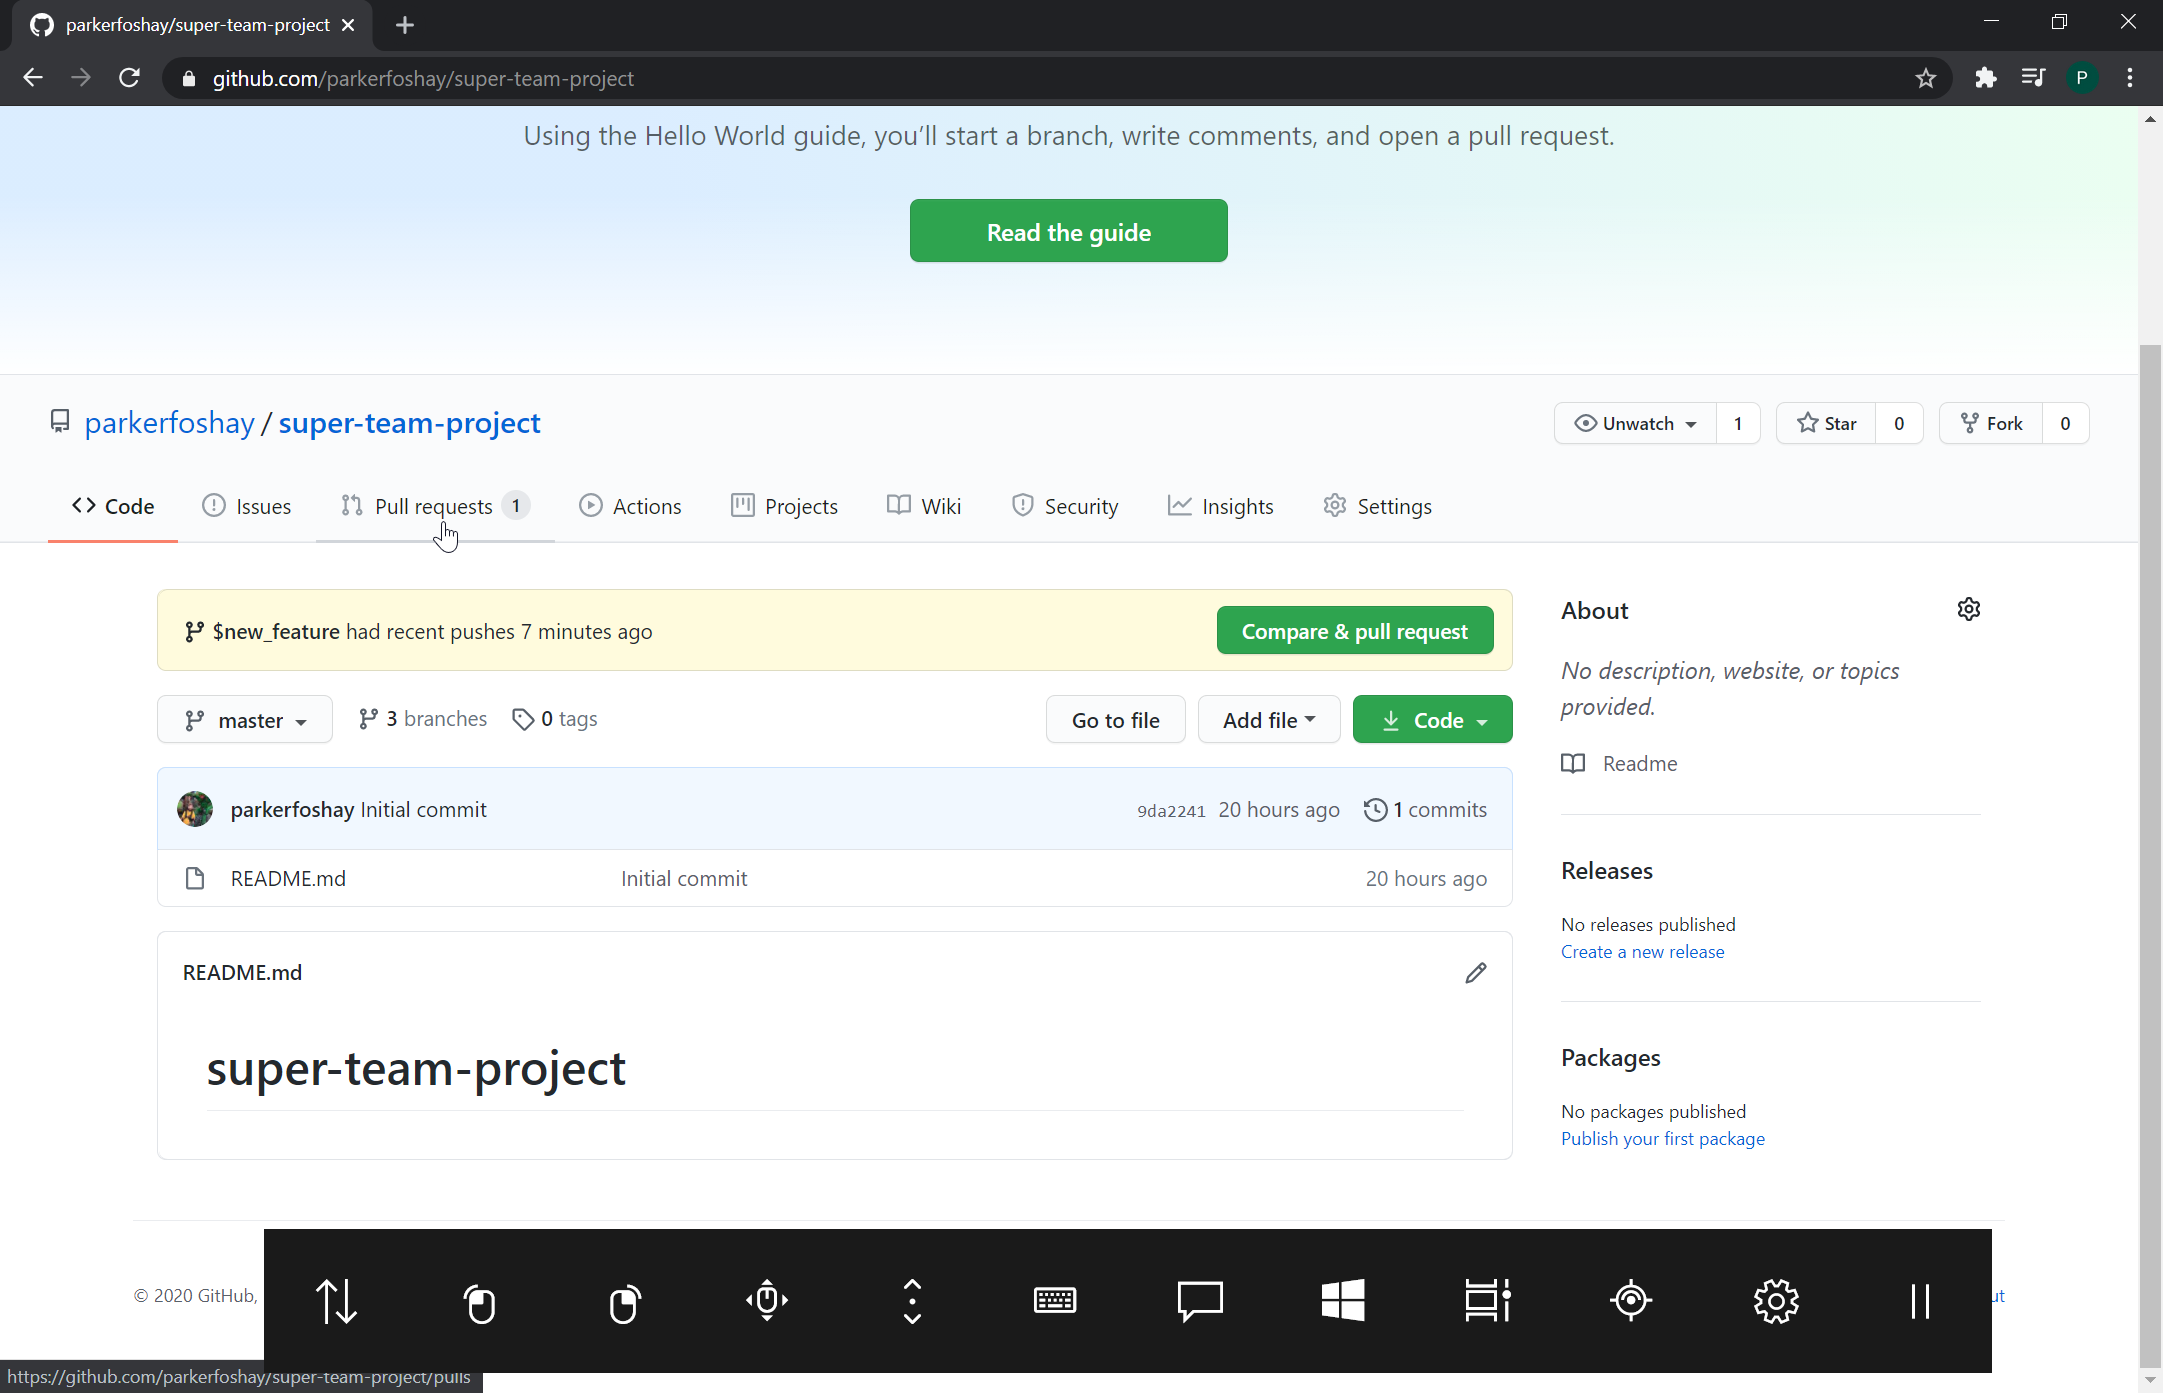 parkerfoshay/super-team-project
github.com/parkerfoshay/super-team-project
P
Using the Hello World guide, you’ll start a branch, write comments, and open a pull request.
Read the guide
parkerfoshay / super-team-project
Unwatch 1 Star 0 Fork 0
Code Issues Pull requests 1 Actions Projects Wiki Security Insights Settings
$new_feature had recent pushes 7 minutes ago Compare & pull request
master 3 branches 0 tags Go to file Add file Code
parkerfoshay Initial commit 9da2241 20 hours ago 1 commits
README.md Initial commit 20 hours ago
README.md
super-team-project
About
No description, website, or topics
provided.
Readme
Releases
No releases published
Create a new release
Packages
No packages published
Publish your first package
© 2020 GitHub,
https://github.com/parkerfoshay/super-team-project/pulls